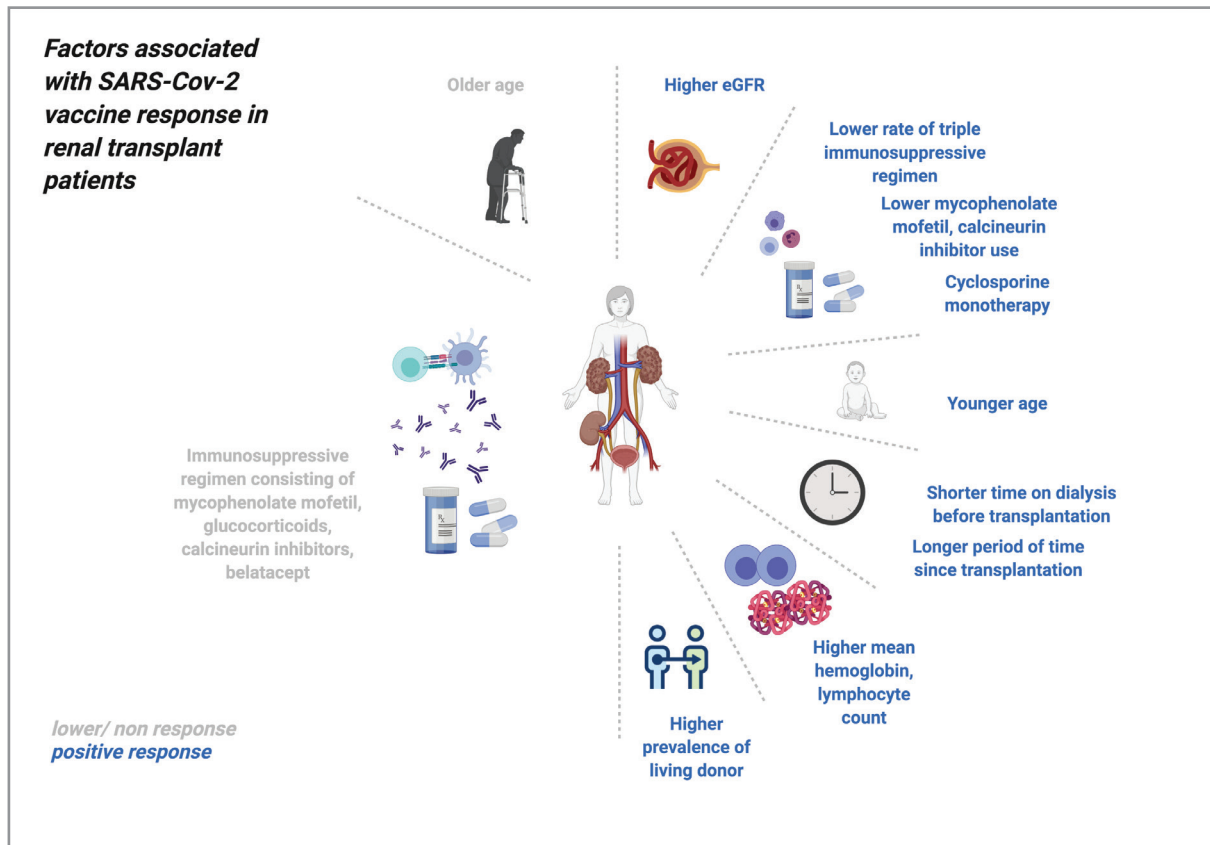 Factors associated
with SARS-Cov-2
vaccine response in
renal transplant
patients
Older age
Higher eGFR
Lower rate of triple
immunosuppressive
regimen
Lower mycophenolate
mofetil, calcineurin
inhibitor use
Cyclosporine
monotherapy
Younger age
Shorter time on dialysis
before transplantation
Longer period of time
since transplantation
Higher mean
hemoglobin,
lymphocyte
count
Higher
prevalence of
living donor
Immunosuppressive
regimen consisting of
mycophenolate mofetil,
glucocorticoids,
calcineurin inhibitors,
belatacept
lower/ non response
positive response
Rx
Rx